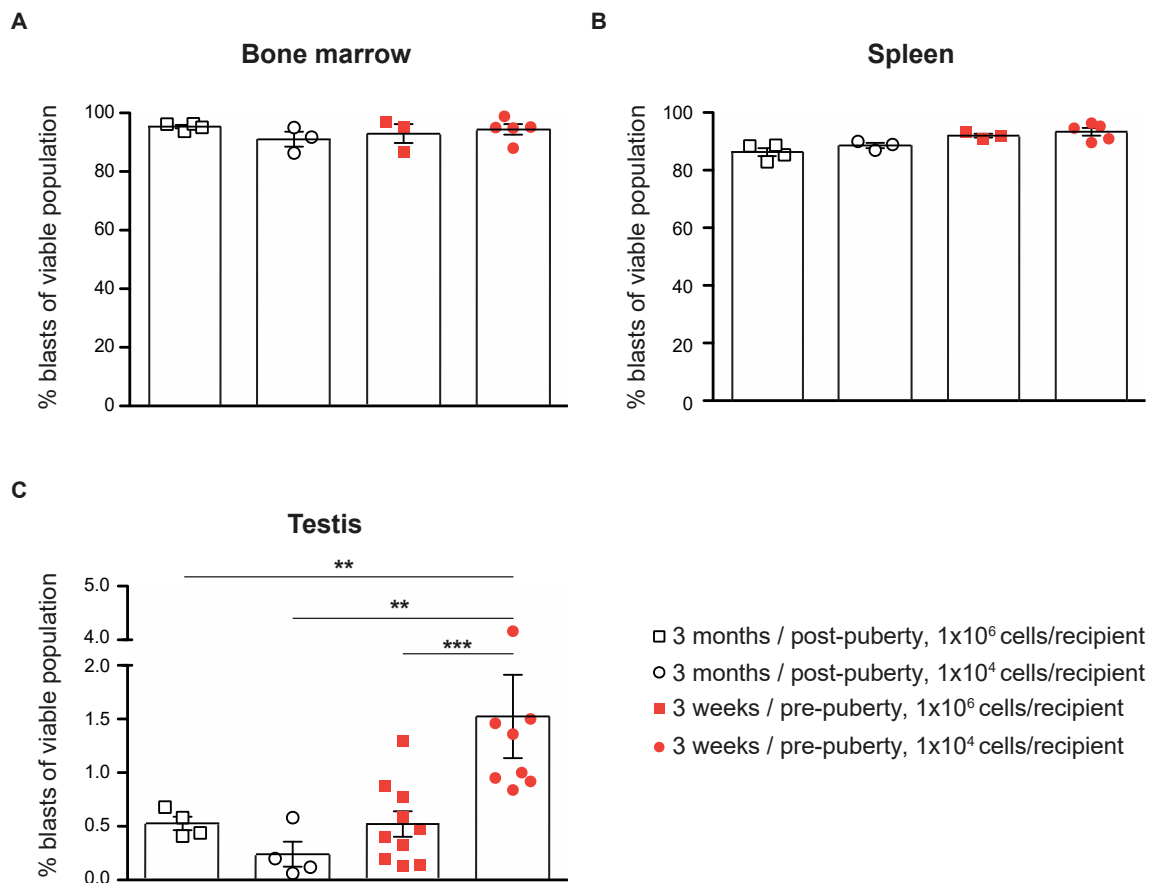 A
Bone marrow
% blasts of viable population
100
80
60
40
20
0
B
Spleen
% blasts of viable population
100
80
60
40
20
0
C
Testis
% blasts of viable population
5.0
4.0
2.0
1.5
1.0
0.5
0.0
**
**
***
3 months / post-puberty, 1x10⁶ cells/recipient
3 months / post-puberty, 1x10⁴ cells/recipient
3 weeks / pre-puberty, 1x10⁶ cells/recipient
3 weeks / pre-puberty, 1x10⁴ cells/recipient